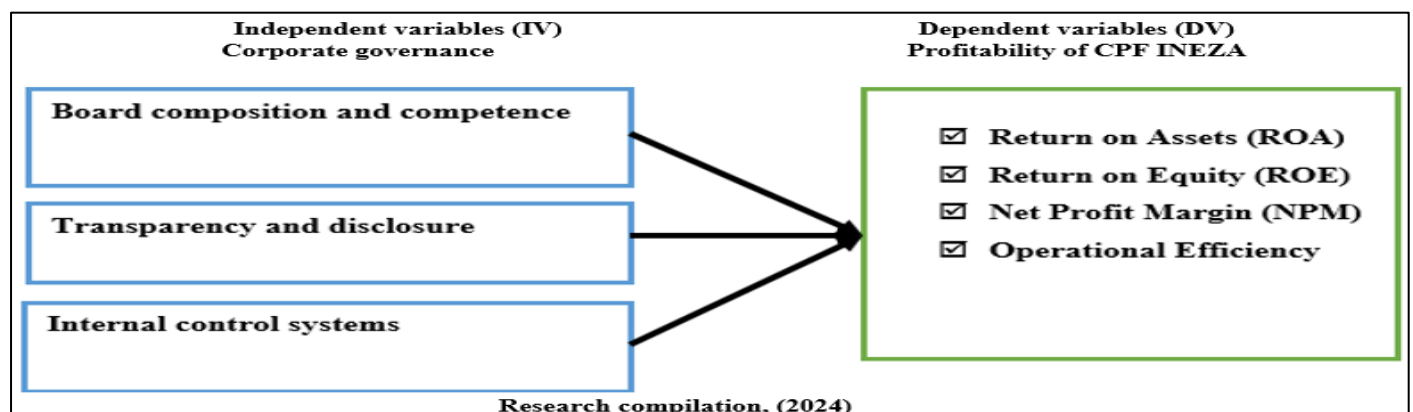 Independent variables (IV)
Corporate governance
Dependent variables (DV)
Profitability of CPF INEZA
Board composition and competence
Transparency and disclosure
Internal control systems
☑ Return on Assets (ROA)
☑ Return on Equity (ROE)
☑ Net Profit Margin (NPM)
☑ Operational Efficiency
Research compilation, (2024)